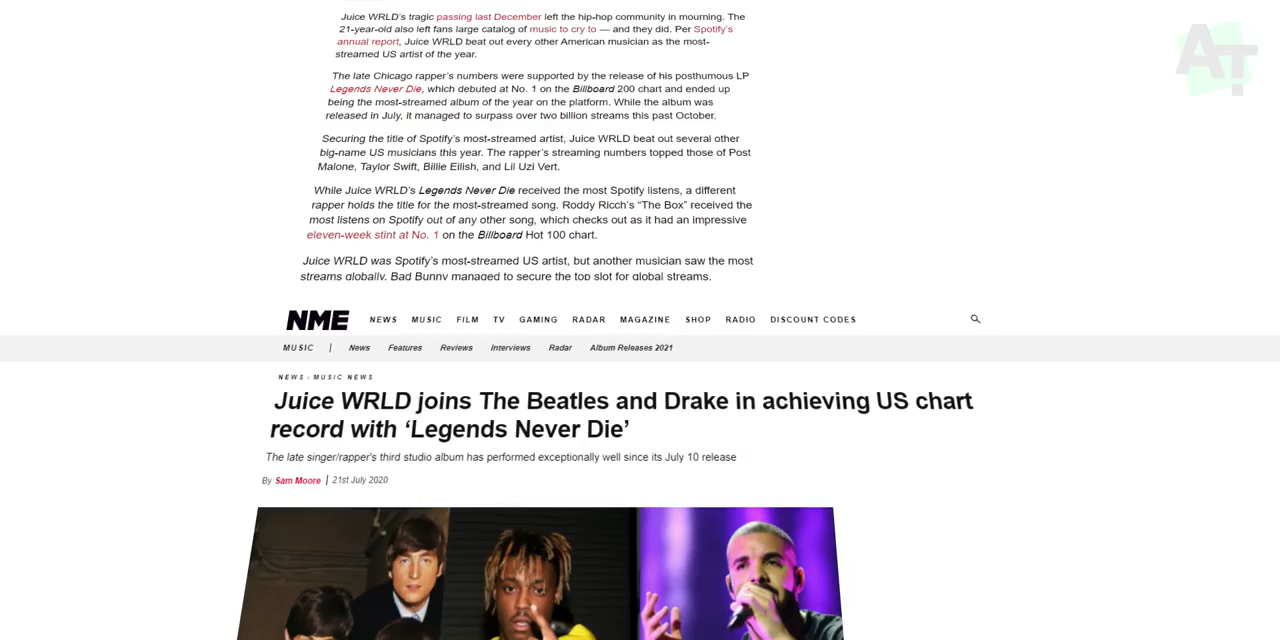 Juice WRLD's tragic passing last December left the hip-hop community in mourning. The
21-year-old also left fans large catalog of music to cry to — and they did. Per Spotify's
annual report, Juice WRLD beat out every other American musician as the most-
streamed US artist of the year.
The late Chicago rapper's numbers were supported by the release of his posthumous LP
Legends Never Die, which debuted at No. 1 on the Billboard 200 chart and ended up
being the most-streamed album of the year on the platform. While the album was
released in July, it managed to surpass over two billion streams this past October.
Securing the title of Spotify's most-streamed artist, Juice WRLD beat out several other
big-name US musicians this year. The rapper's streaming numbers topped those of Post
Malone, Taylor Swift, Billie Eilish, and Lil Uzi Vert.
While Juice WRLD's Legends Never Die received the most Spotify listens, a different
rapper holds the title for the most-streamed song. Roddy Ricch's “The Box” received the
most listens on Spotify out of any other song, which checks out as it had an impressive
eleven-week stint at No. 1 on the Billboard Hot 100 chart.
Juice WRLD was Spotify's most-streamed US artist, but another musician saw the most
streams globally. Bad Bunny managed to secure the top slot for global streams.
AT
NME NEWS MUSIC FILM TV GAMING RADAR MAGAZINE SHOP RADIO DISCOUNT CODES
MUSIC | News Features Reviews Interviews Radar Album Releases 2021
NEWS › MUSIC NEWS
Juice WRLD joins The Beatles and Drake in achieving US chart
record with ‘Legends Never Die’
The late singer/rapper's third studio album has performed exceptionally well since its July 10 release
By Sam Moore | 21st July 2020